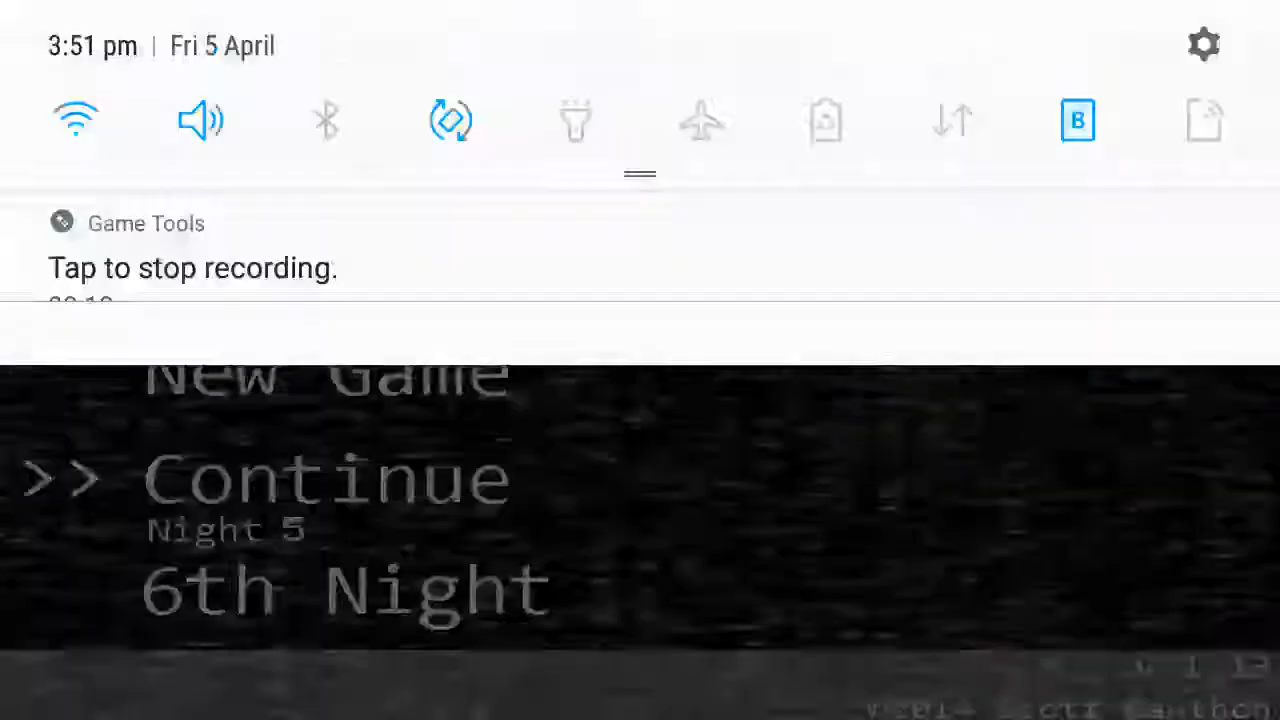 3:51 pm | Fri 5 April
B
Game Tools
Tap to stop recording.
New Game
>> Continue
Night 5
6th Night